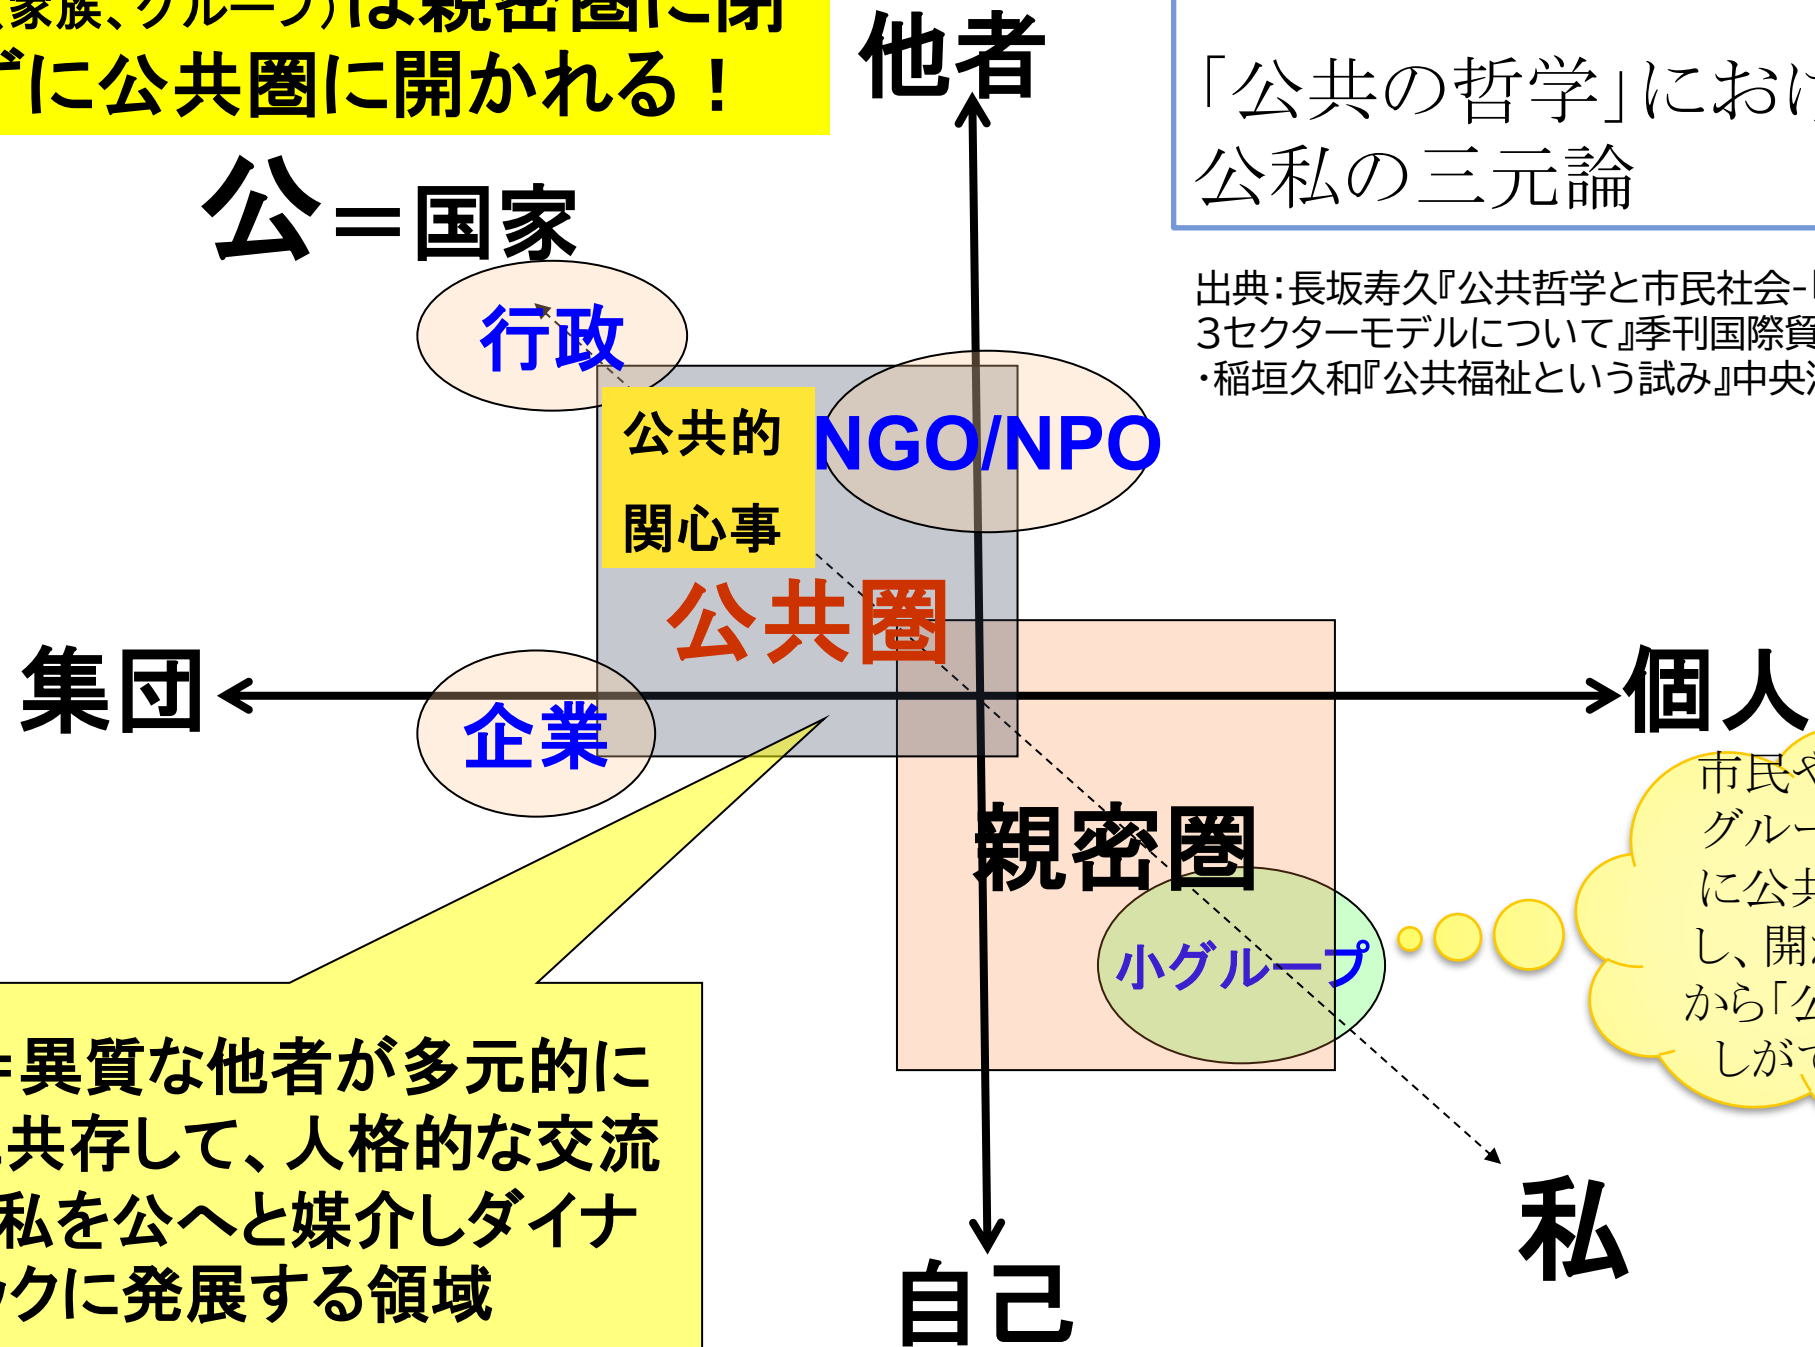 家族、グループ)は親密圏に閉
ずに公共圏に開かれる！
他者
「公共の哲学」におけ
公私の三元論
公＝国家
出典：長坂寿久『公共哲学と市民社会-
3セクターモデルについて』季刊国際貿
・稲垣久和『公共福祉という試み』中央法
行政
公共的
関心事
NGO/NPO
公共圏
集団
個人
企業
市民や
グルー
に公共
し、開か
から「公
しがで
親密圏
小グループ
＝異質な他者が多元的に
共存して、人格的な交流
私を公へと媒介しダイナ
ックに発展する領域
私
自己